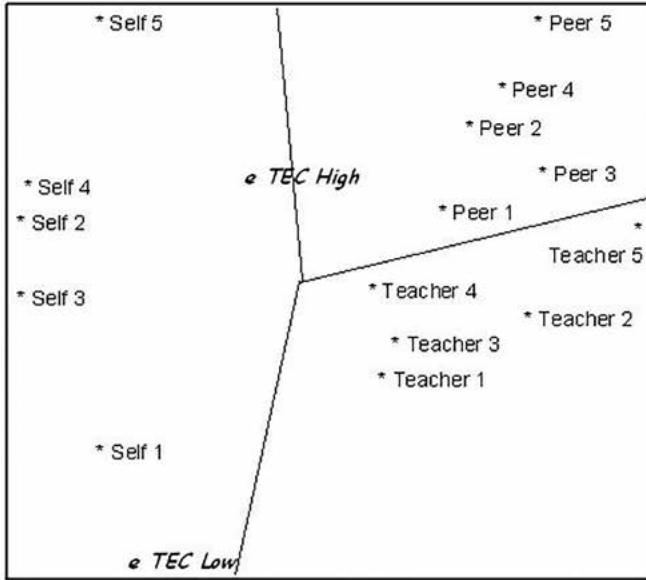 * Self 5
* Peer 5
* Peer 4
* Peer 2
* Peer 3
e TEC High
* Self 4
* Peer 1
* Self 2
*
Teacher 5
* Teacher 4
* Self 3
* Teacher 2
* Teacher 3
* Teacher 1
* Self 1
e TEC Low